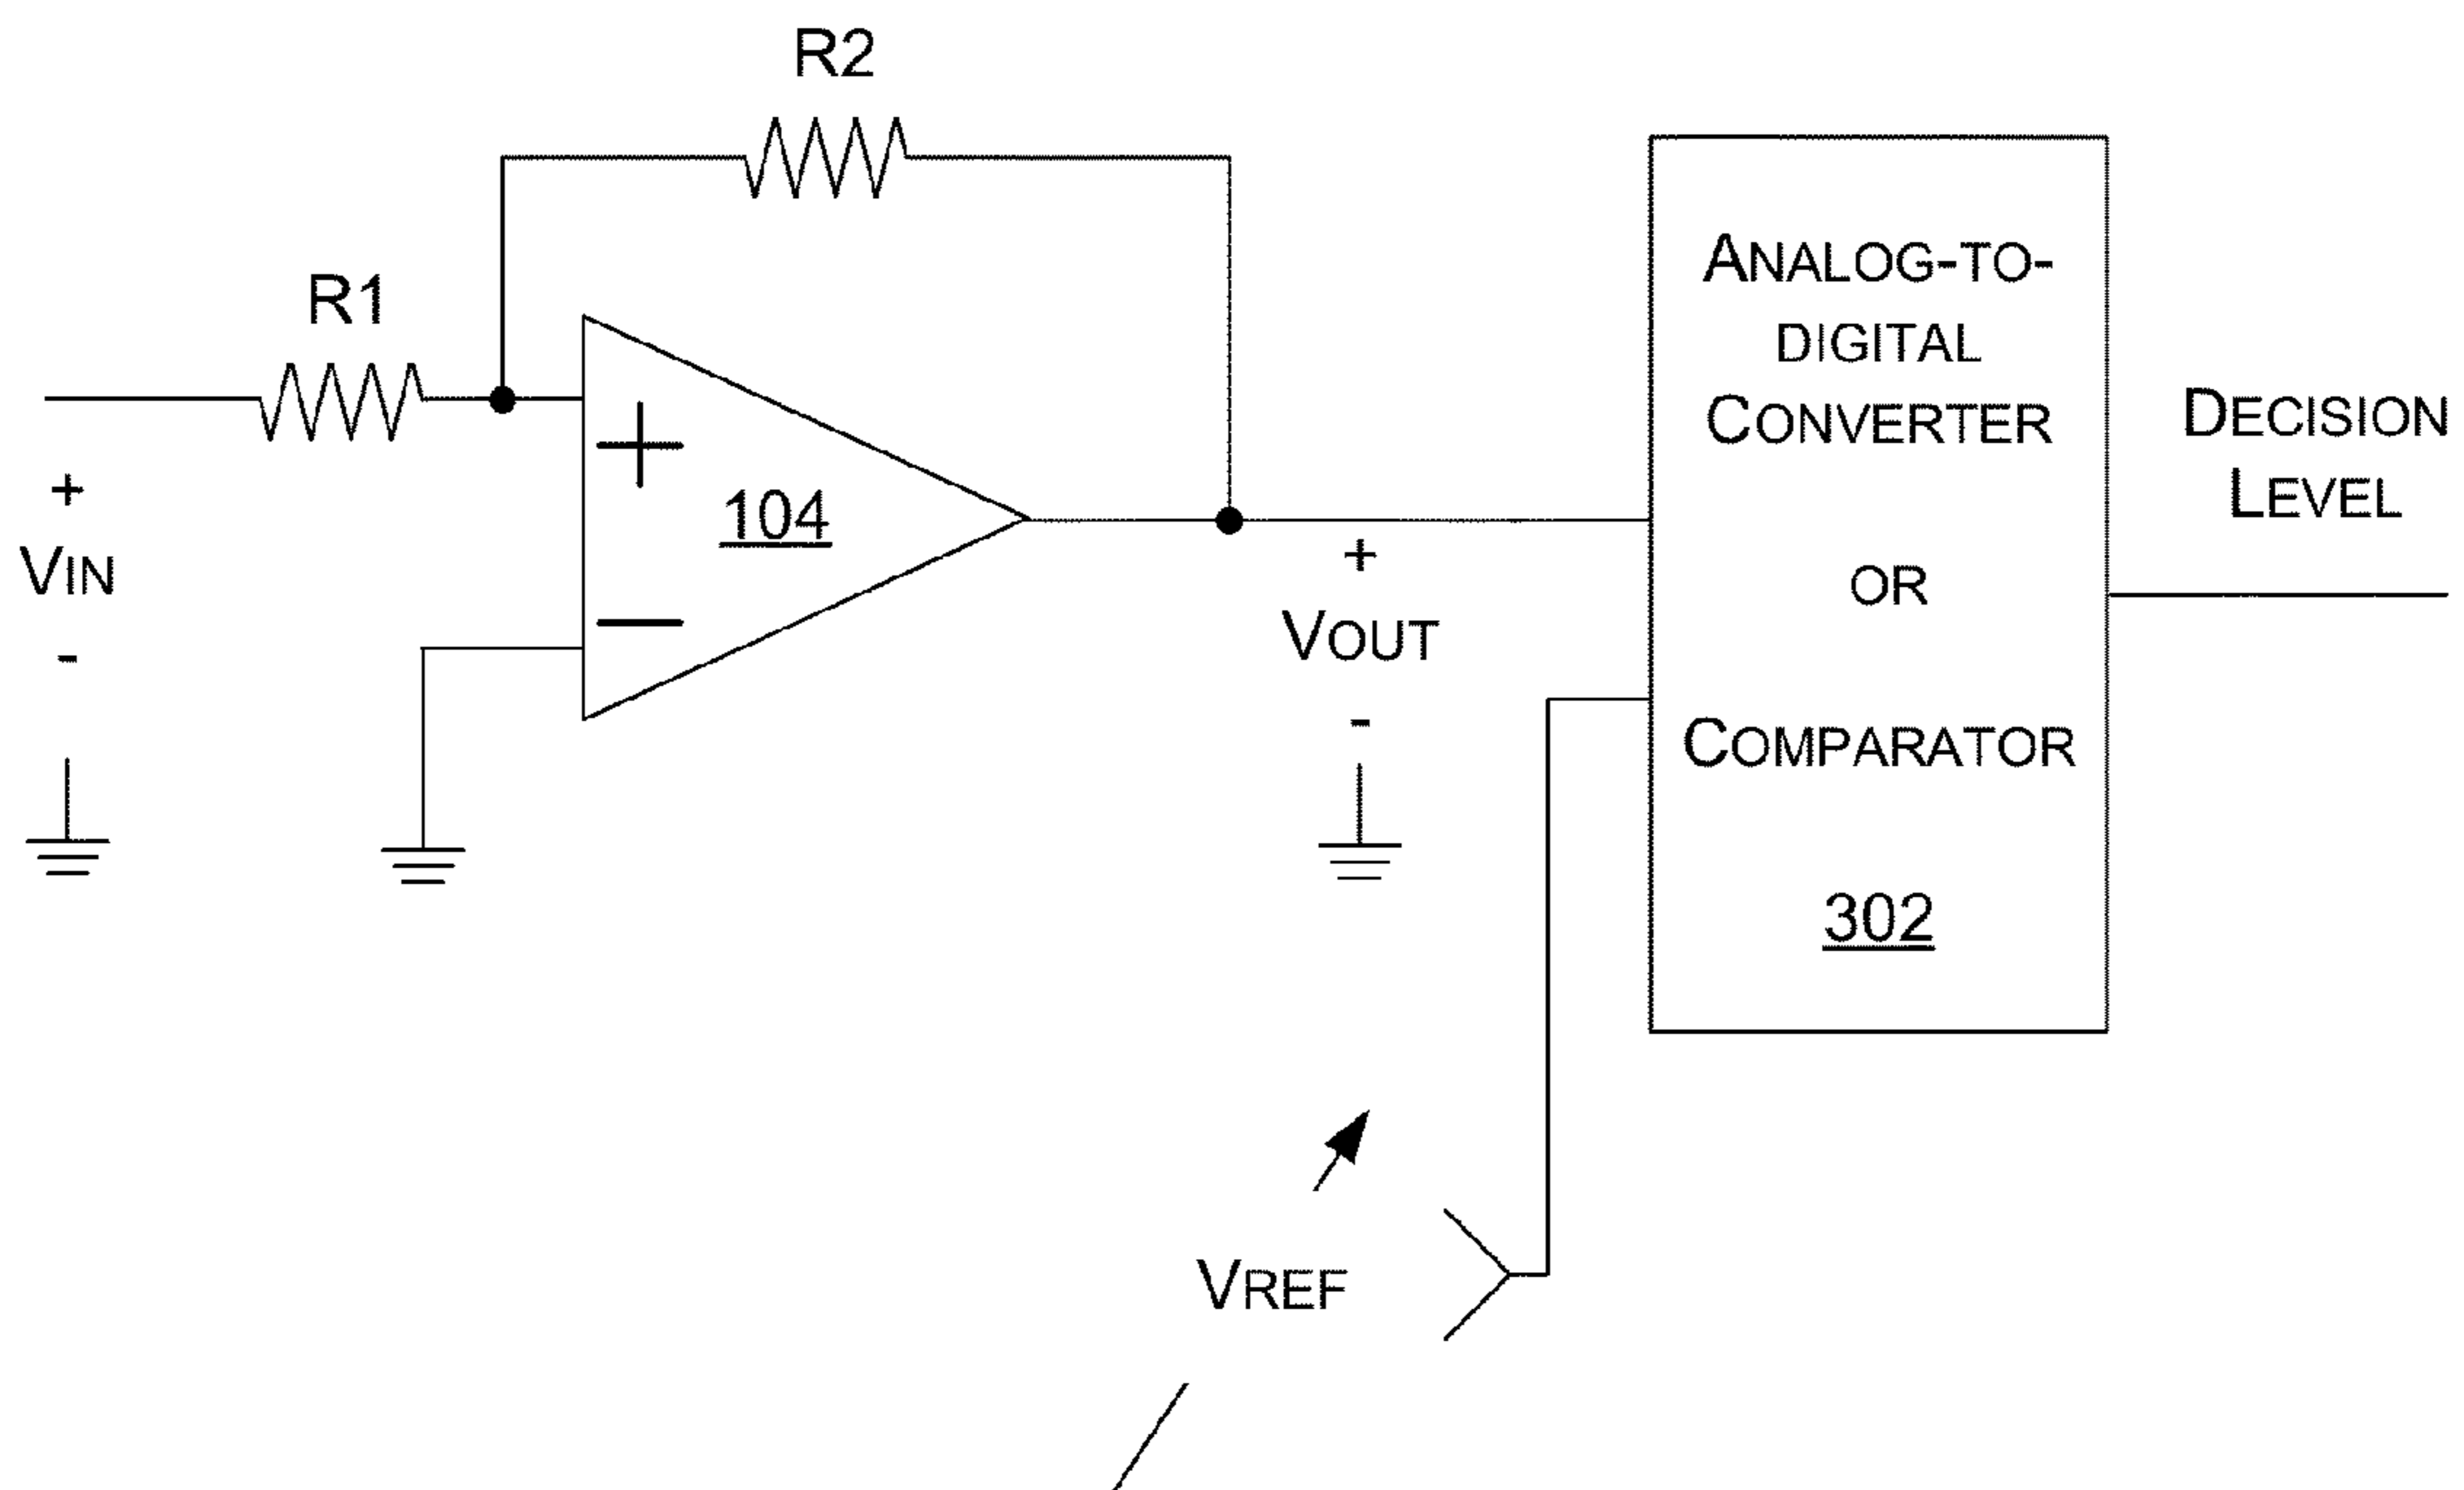 R2
R1
+
VIN
-
+
104
−
+
VOUT
-
ANALOG-TO-
DIGITAL
CONVERTER
OR
COMPARATOR
302
DECISION
LEVEL
VREF